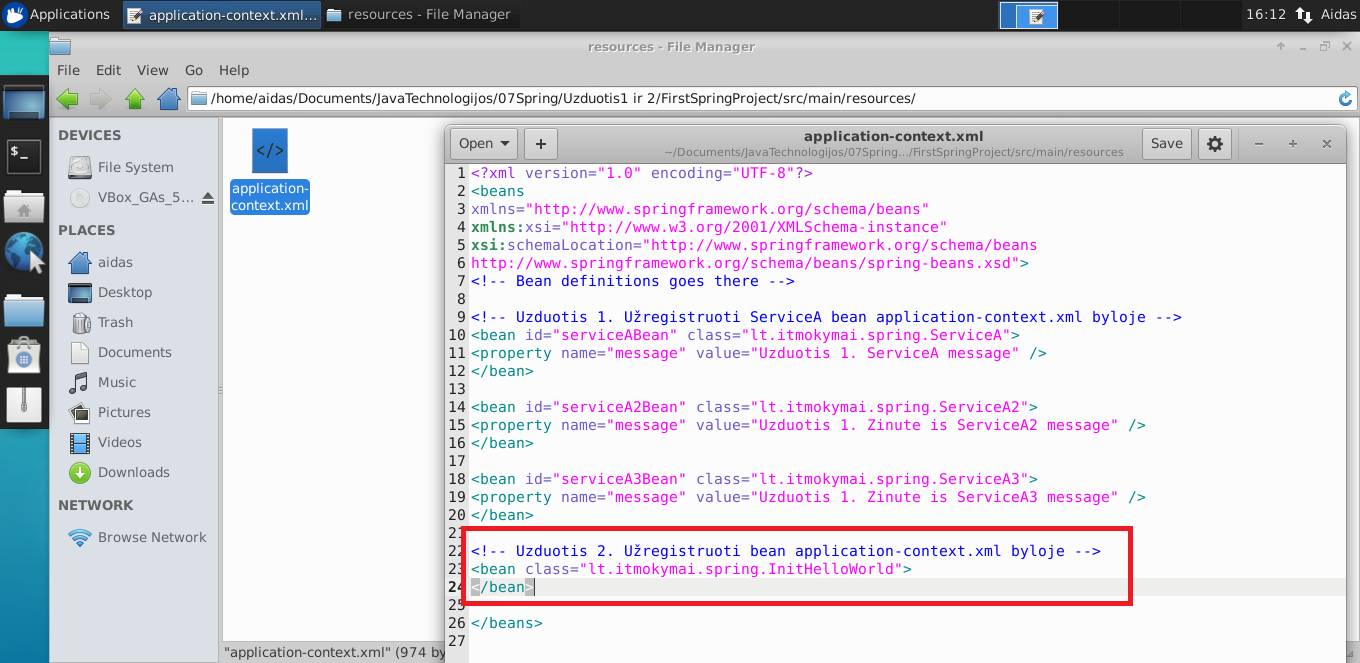 Applications
application-context.xml...
resources - File Manager
16:12
Aidas
resources - File Manager
File Edit View Go Help
/home/aidas/Documents/JavaTechnologijos/07Spring/Uzduotis1 ir 2/FirstSpringProject/src/main/resources/
DEVICES
File System
VBox_GAs_5...
PLACES
aidas
Desktop
Trash
Documents
Music
Pictures
Videos
Downloads
NETWORK
Browse Network
$_
</>
application-
context.xml
"application-context.xml" (974 by
Open
+
application-context.xml
~/Documents/JavaTechnologijos/07Spring.../FirstSpringProject/src/main/resources
Save
1 <?xml version="1.0" encoding="UTF-8"?>
2 <beans
3 xmlns="http://www.springframework.org/schema/beans"
4 xmlns:xsi="http://www.w3.org/2001/XMLSchema-instance"
5 xsi:schemaLocation="http://www.springframework.org/schema/beans
6 http://www.springframework.org/schema/beans/spring-beans.xsd">
7 <!-- Bean definitions goes there -->
8
9 <!-- Uzduotis 1. Užregistruoti ServiceA bean application-context.xml byloje -->
10 <bean id="serviceABean" class="lt.itmokymai.spring.ServiceA">
11 <property name="message" value="Uzduotis 1. ServiceA message" />
12 </bean>
13
14 <bean id="serviceA2Bean" class="lt.itmokymai.spring.ServiceA2">
15 <property name="message" value="Uzduotis 1. Zinute is ServiceA2 message" />
16 </bean>
17
18 <bean id="serviceA3Bean" class="lt.itmokymai.spring.ServiceA3">
19 <property name="message" value="Uzduotis 1. Zinute is ServiceA3 message" />
20 </bean>
21
22 <!-- Uzduotis 2. Užregistruoti bean application-context.xml byloje -->
23 <bean class="lt.itmokymai.spring.InitHelloWorld">
24 </bean>
25
26 </beans>
27